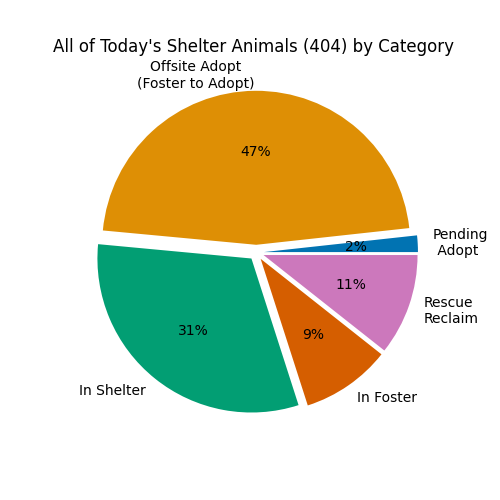 All of Today's Shelter Animals (404) by Category
Offsite Adopt
(Foster to Adopt)
47%
Pending
Adopt
2%
11%
Rescue
Reclaim
9%
31%
In Shelter
In Foster